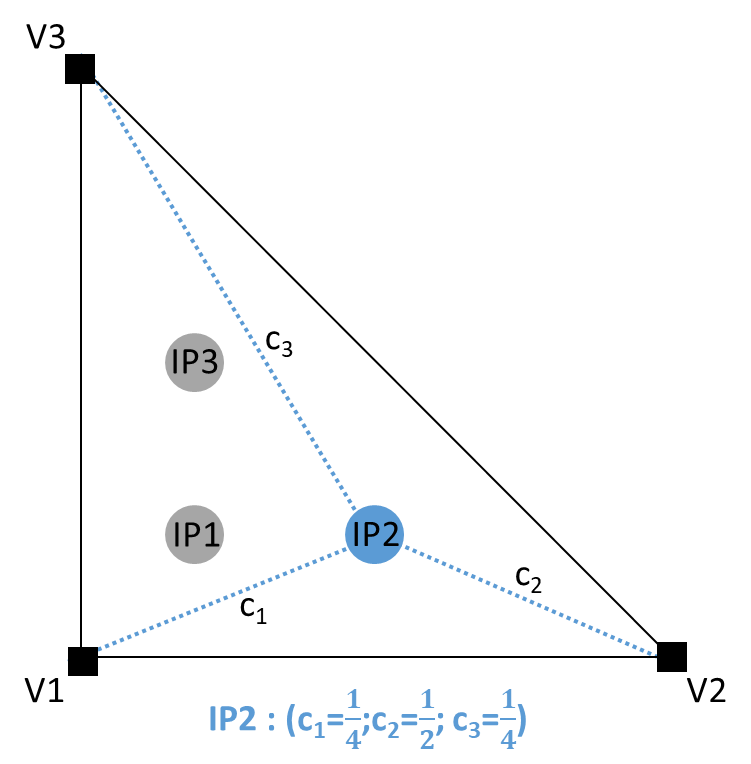 V3
c₃
IP3
IP1
IP2
c₂
c₁
V1
V2
IP2 : (c₁=1/4;c₂=1/2; c₃=1/4)